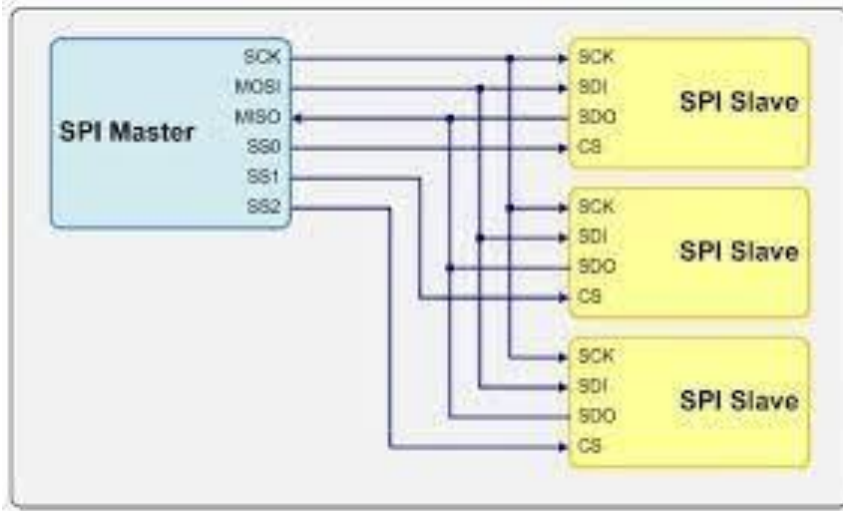 SPI Master
SCK
MOSI
MISO
SS0
SS1
SS2
SCK
SDI
SDO
CS
SPI Slave
SCK
SDI
SDO
CS
SPI Slave
SCK
SDI
SDO
CS
SPI Slave